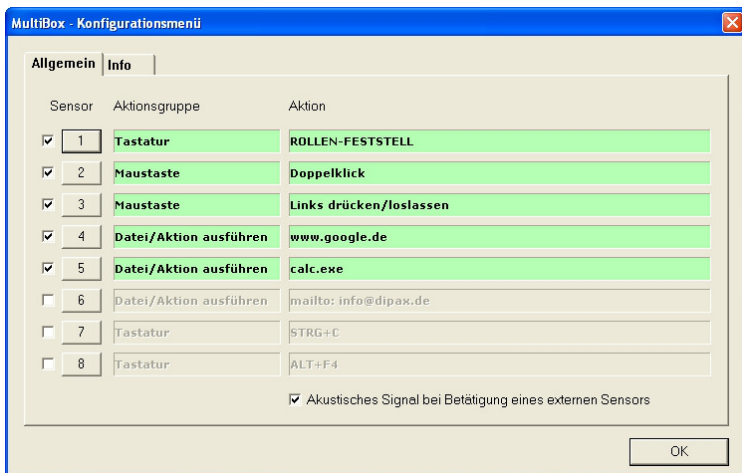 MultiBox - Konfigurationsmenü
Allgemein Info
Sensor Aktionsgruppe Aktion
1 Tastatur ROLLEN-FESTSTELL
2 Maustaste Doppelklick
3 Maustaste Links drücken/loslassen
4 Datei/Aktion ausführen www.google.de
5 Datei/Aktion ausführen calc.exe
6 Datei/Aktion ausführen mailto: info@dipax.de
7 Tastatur STRG+C
8 Tastatur ALT+F4
Akustisches Signal bei Betätigung eines externen Sensors
OK